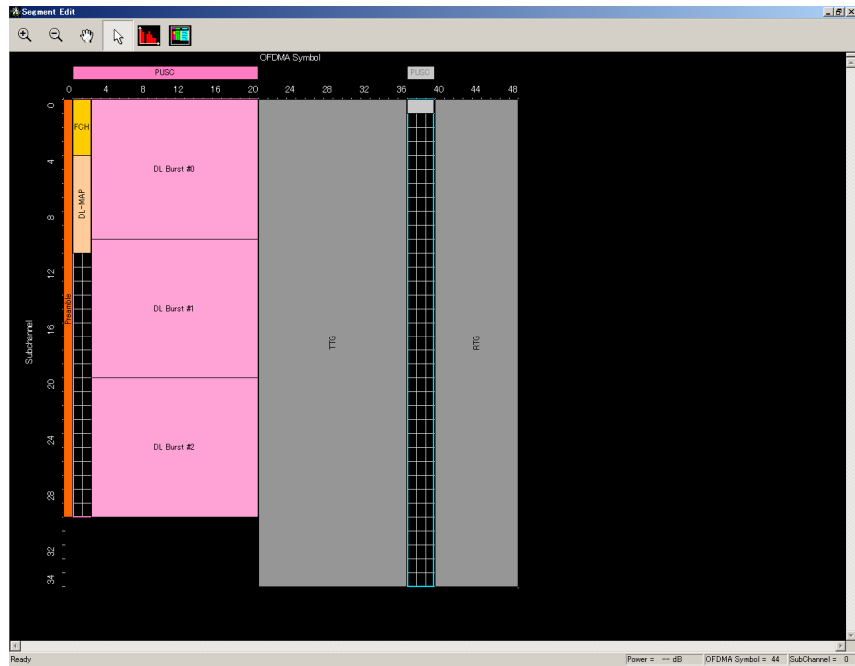 Segment Edit
OFDMA Symbol
PUSC PUSC
0 4 8 12 16 20 24 28 32 36 40 44 48
0
4
8
12
16
20
24
28
32
34
Subchannel
Preamble
FCH
DL-MAP
DL Burst #0
DL Burst #1
DL Burst #2
TTG
RTG
Ready
Power = -- dB OFDMA Symbol = 44 SubChannel = 0